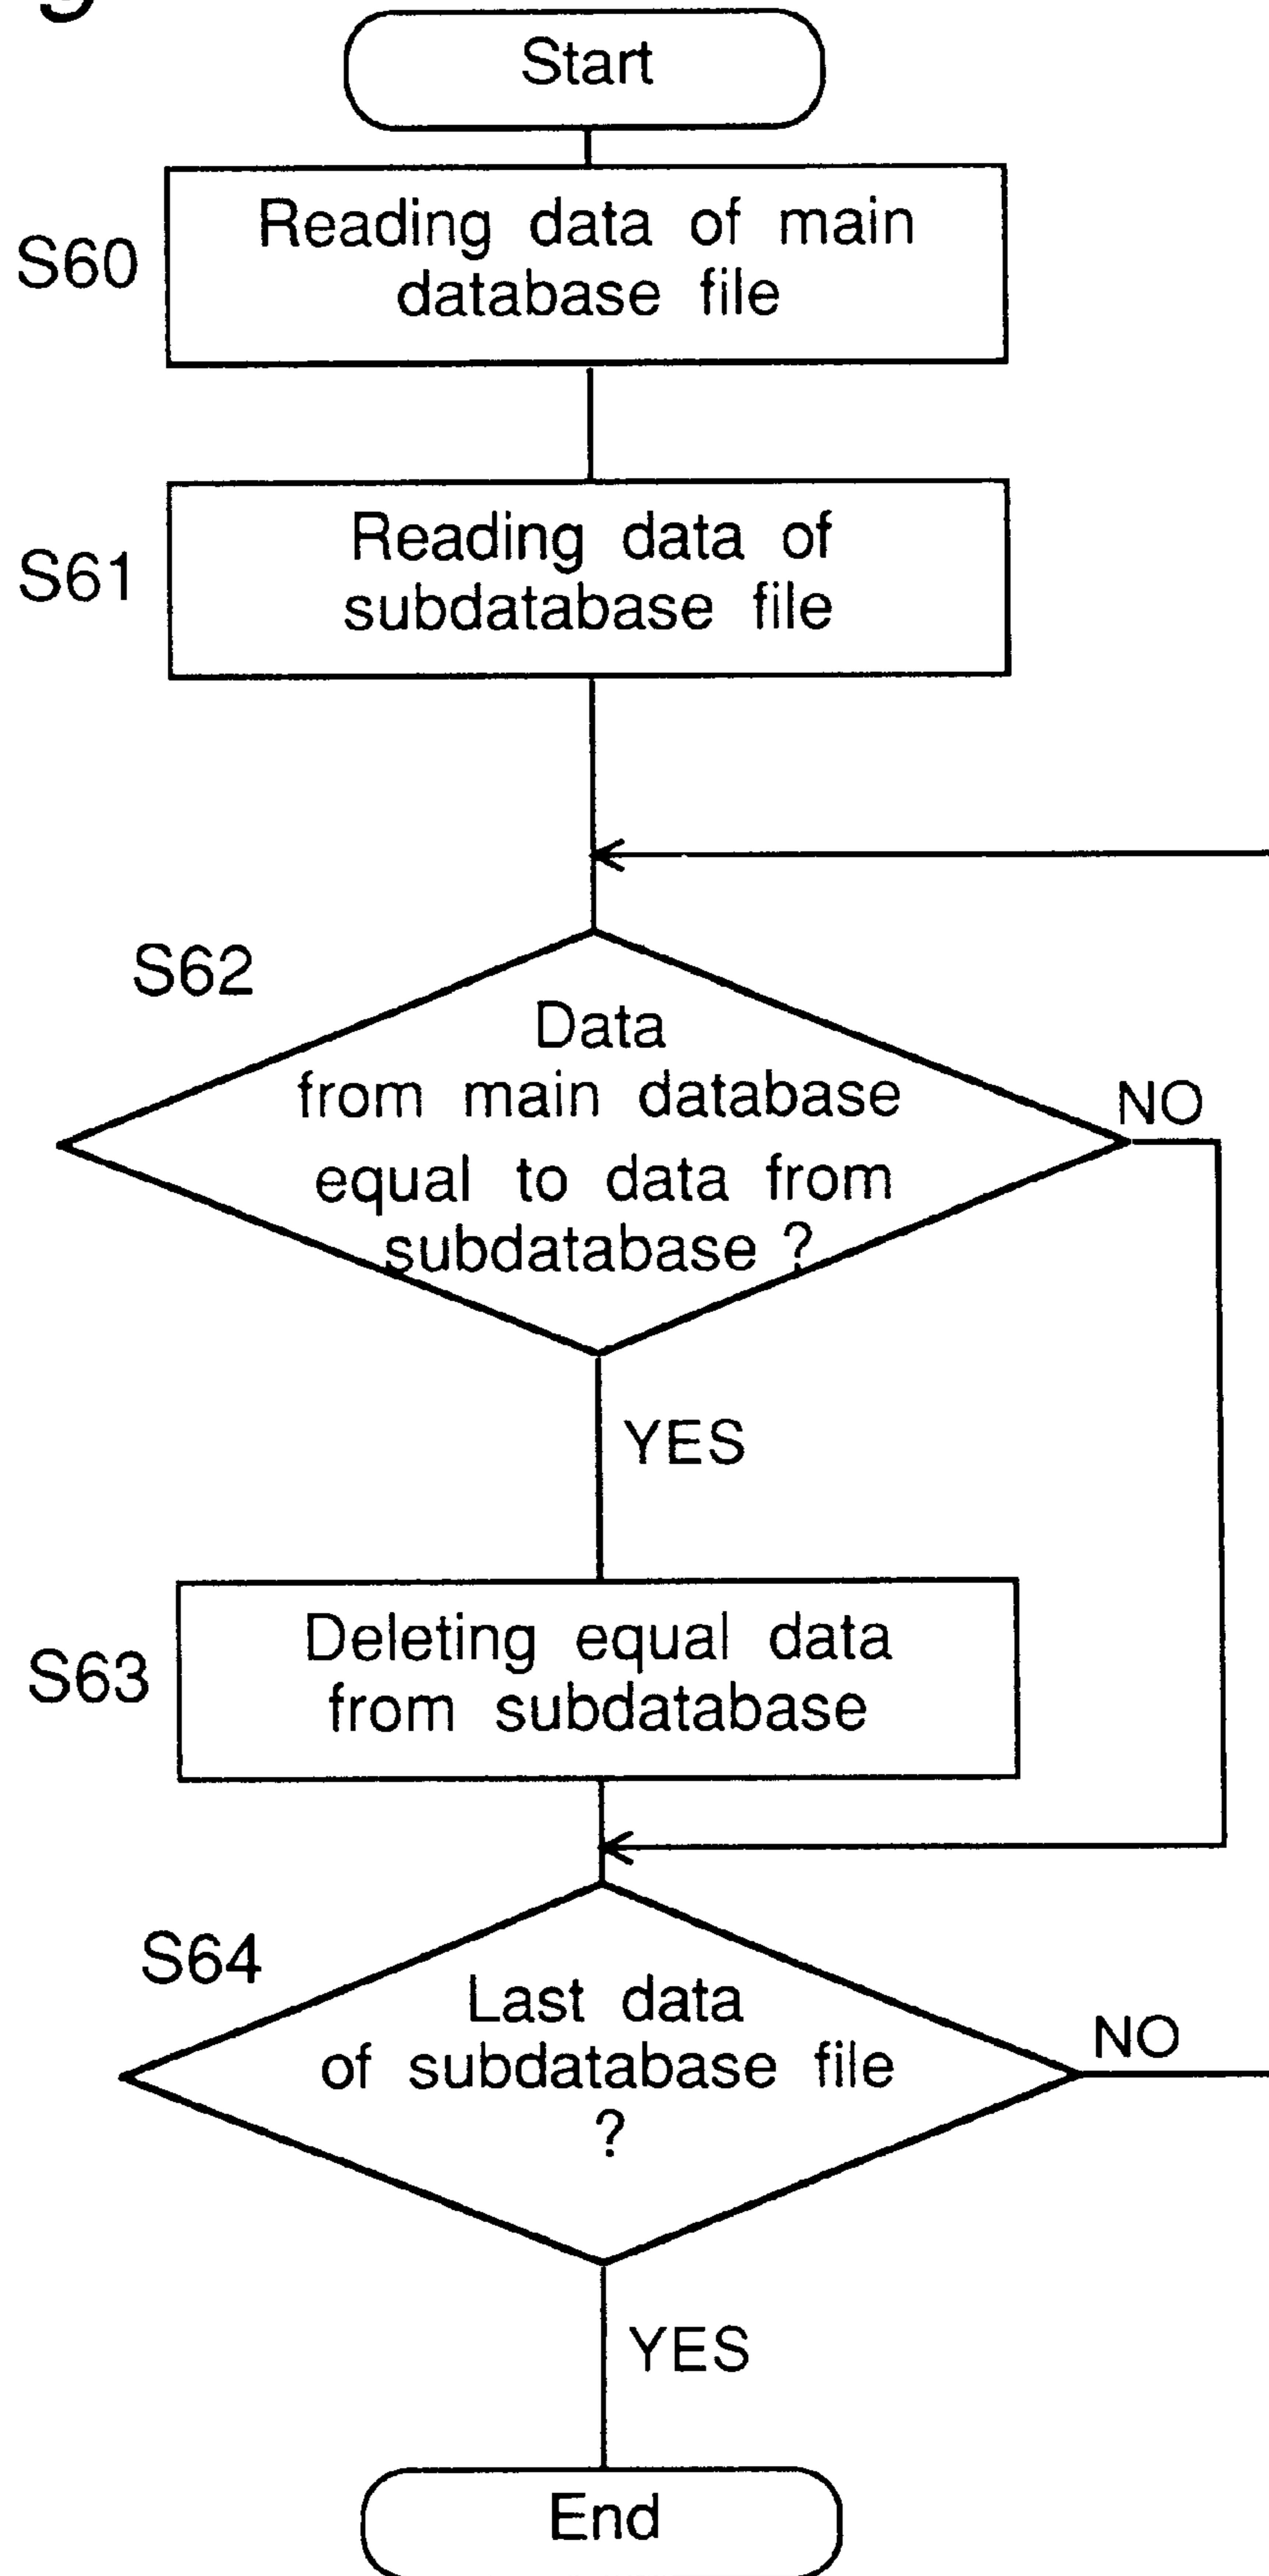 Start
S60
Reading data of main
database file
S61
Reading data of
subdatabase file
S62
Data
from main database
equal to data from
subdatabase ?
NO
YES
S63
Deleting equal data
from subdatabase
S64
Last data
of subdatabase file
?
NO
YES
End